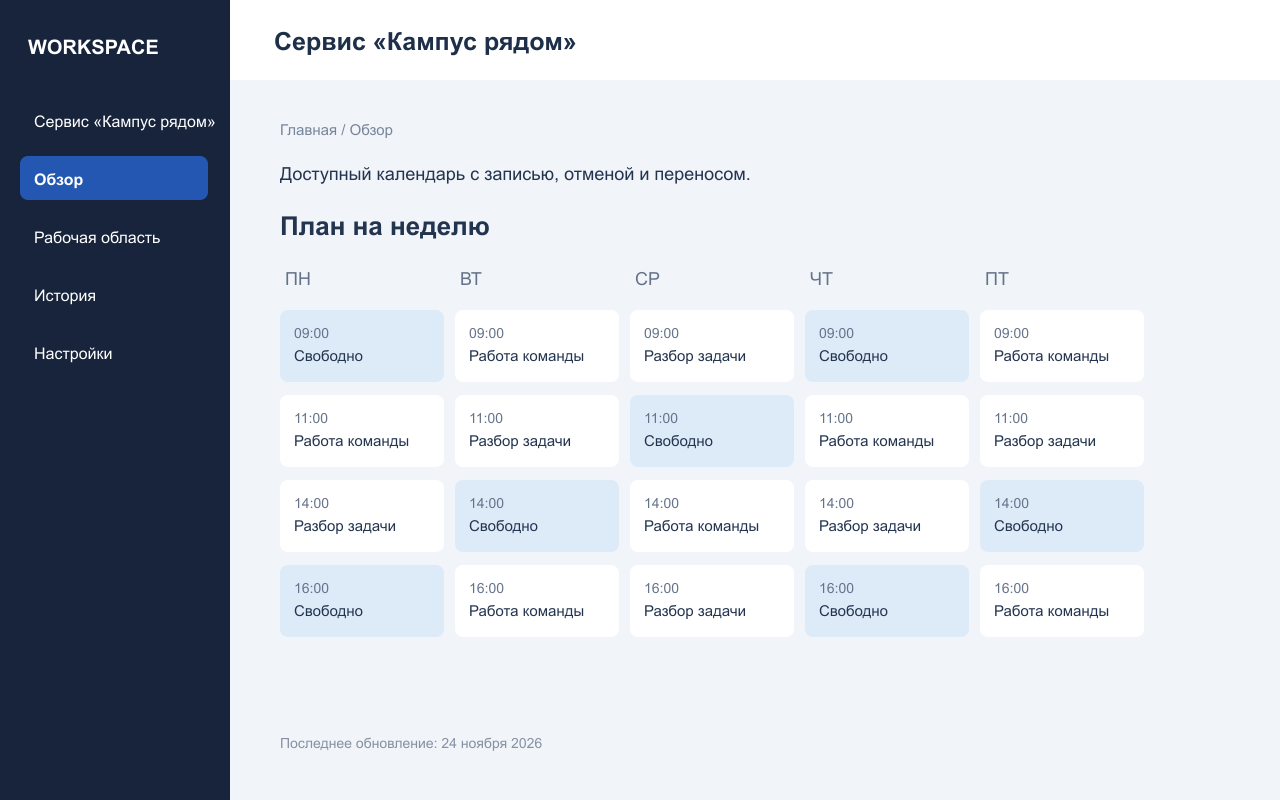 WORKSPACE
Сервис «Кампус рядом»
Обзор
Рабочая область
История
Настройки
Сервис «Кампус рядом»
Главная / Обзор
Доступный календарь с записью, отменой и переносом.
План на неделю
ПН ВТ СР ЧТ ПТ
09:00 09:00 09:00 09:00 09:00
Свободно Работа команды Разбор задачи Свободно Работа команды
11:00 11:00 11:00 11:00 11:00
Работа команды Разбор задачи Свободно Работа команды Разбор задачи
14:00 14:00 14:00 14:00 14:00
Разбор задачи Свободно Работа команды Разбор задачи Свободно
16:00 16:00 16:00 16:00 16:00
Свободно Работа команды Разбор задачи Свободно Работа команды
Последнее обновление: 24 ноября 2026